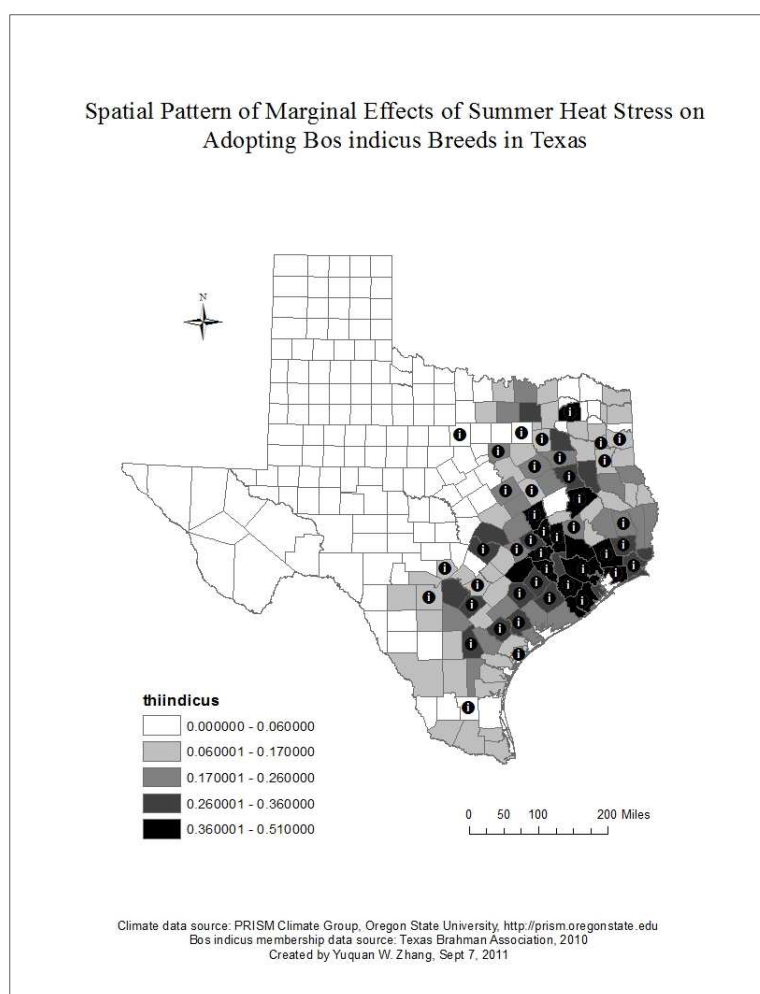 Spatial Pattern of Marginal Effects of Summer Heat Stress on
Adopting Bos indicus Breeds in Texas
N
thiindicus
0.000000 - 0.060000
0.060001 - 0.170000
0.170001 - 0.260000
0.260001 - 0.360000
0.360001 - 0.510000
0 50 100 200 Miles
Climate data source: PRISM Climate Group, Oregon State University, http://prism.oregonstate.edu
Bos indicus membership data source: Texas Brahman Association, 2010
Created by Yuquan W. Zhang, Sept 7, 2011